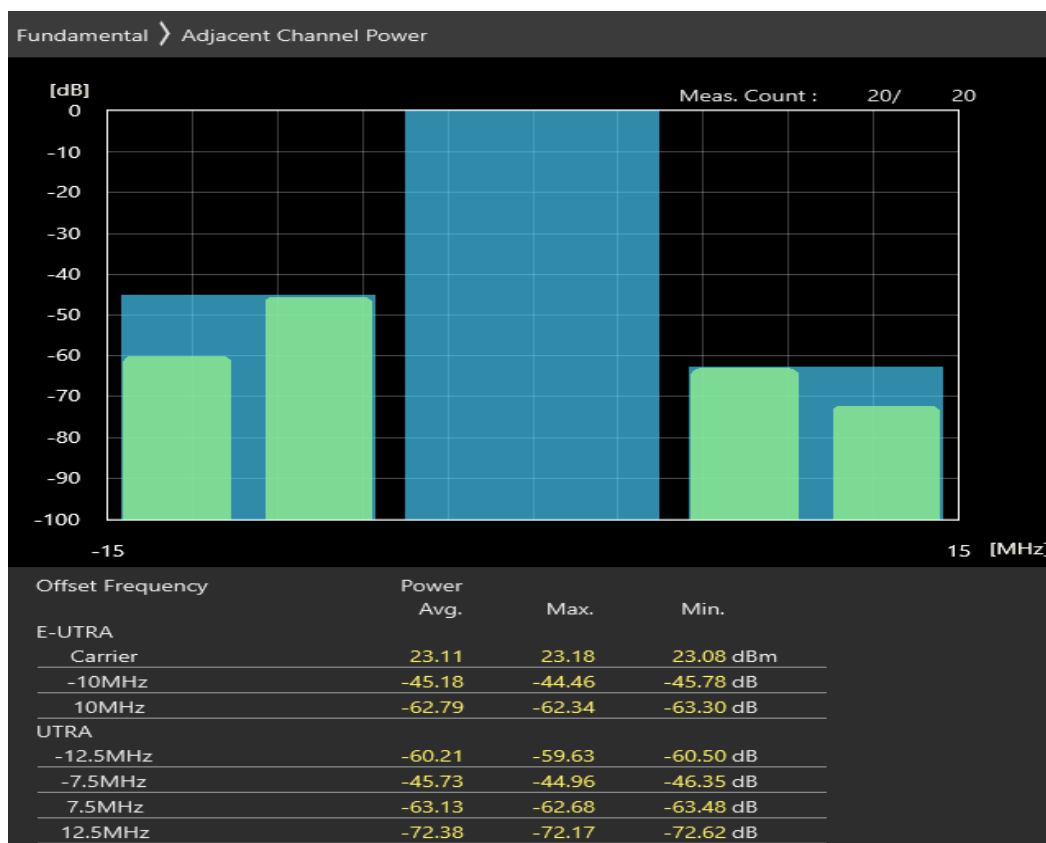 Fundamental 〉 Adjacent Channel Power
[dB]
Meas. Count : 20/ 20
0
-10
-20
-30
-40
-50
-60
-70
-80
-90
-100
-15 15 [MHz]
Offset Frequency Power
Avg. Max. Min.
E-UTRA
Carrier 23.11 23.18 23.08 dBm
-10MHz -45.18 -44.46 -45.78 dB
10MHz -62.79 -62.34 -63.30 dB
UTRA
-12.5MHz -60.21 -59.63 -60.50 dB
-7.5MHz -45.73 -44.96 -46.35 dB
7.5MHz -63.13 -62.68 -63.48 dB
12.5MHz -72.38 -72.17 -72.62 dB